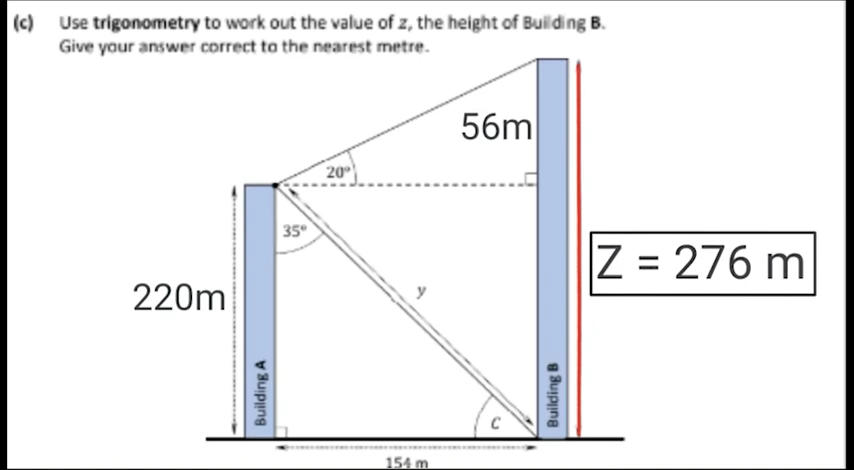 (c) Use trigonometry to work out the value of z, the height of Building B.
Give your answer correct to the nearest metre.
56m
20°
35°
Z = 276 m
220m
y
Building A
Building B
C
154 m